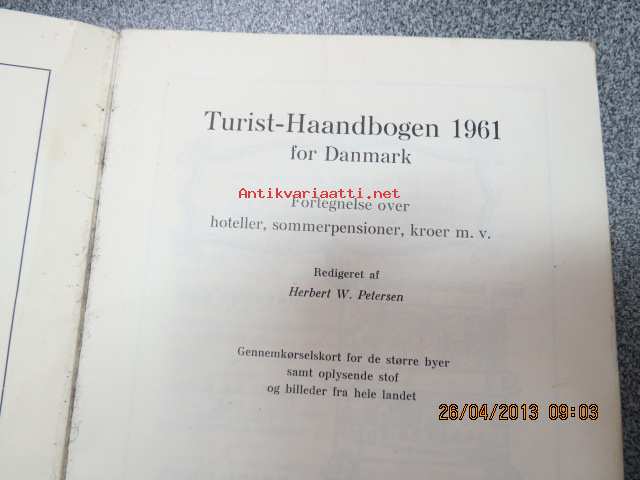 Turist-Haandbogen 1961
for Danmark
Antikvariaatti.net
Fortegnelse over
hoteller, sommerpensioner, kroer m. v.
Redigeret af
Herbert W. Petersen
Gennemkørselskort for de større byer
samt oplysende stof
og billeder fra hele landet
26/04/2013 09:03